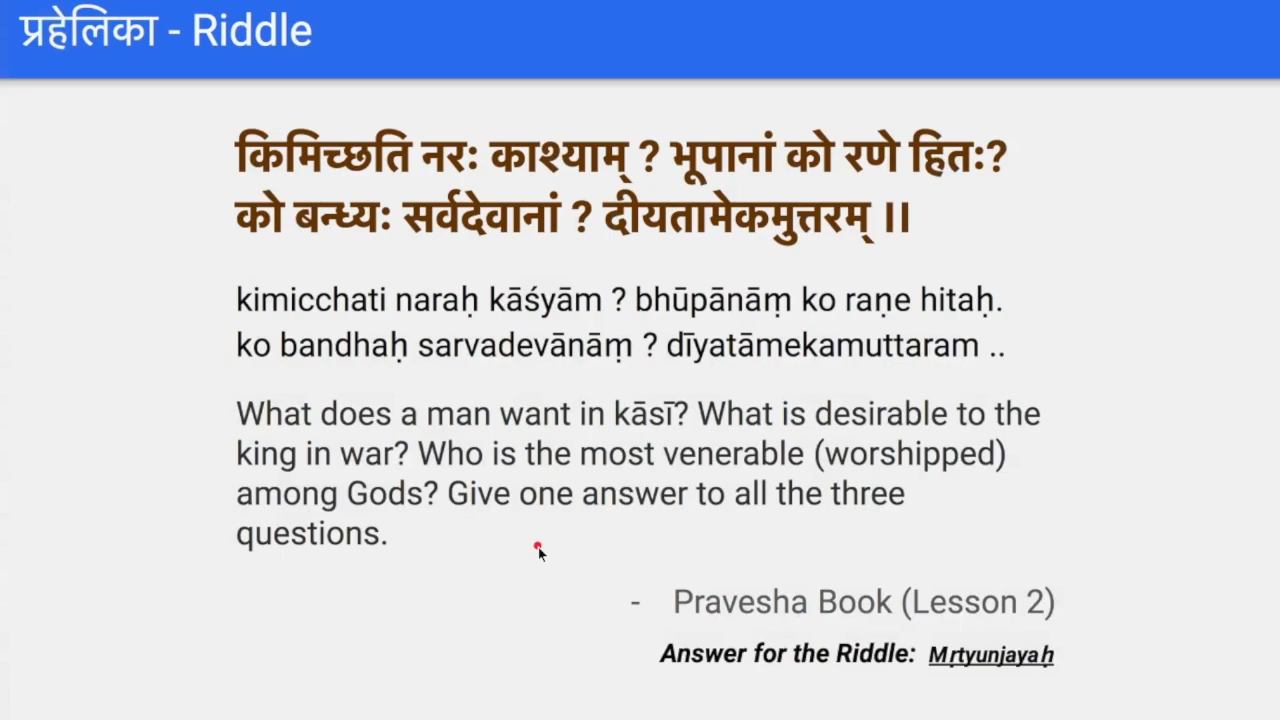 प्रहेलिका - Riddle
किमिच्छति नरः काश्याम् ? भूपानां को रणे हितः?
को बन्ध्यः सर्वदेवानां ? दीयतामेकमुत्तरम् ।।
kimicchati naraḥ kāśyām ? bhūpānāṃ ko raṇe hitaḥ.
ko bandhaḥ sarvadevānāṃ ? dīyatāmekamuttaram ..
What does a man want in kāsī? What is desirable to the
king in war? Who is the most venerable (worshipped)
among Gods? Give one answer to all the three
questions.
- Pravesha Book (Lesson 2)
Answer for the Riddle: Mṛtyunjayaḥ